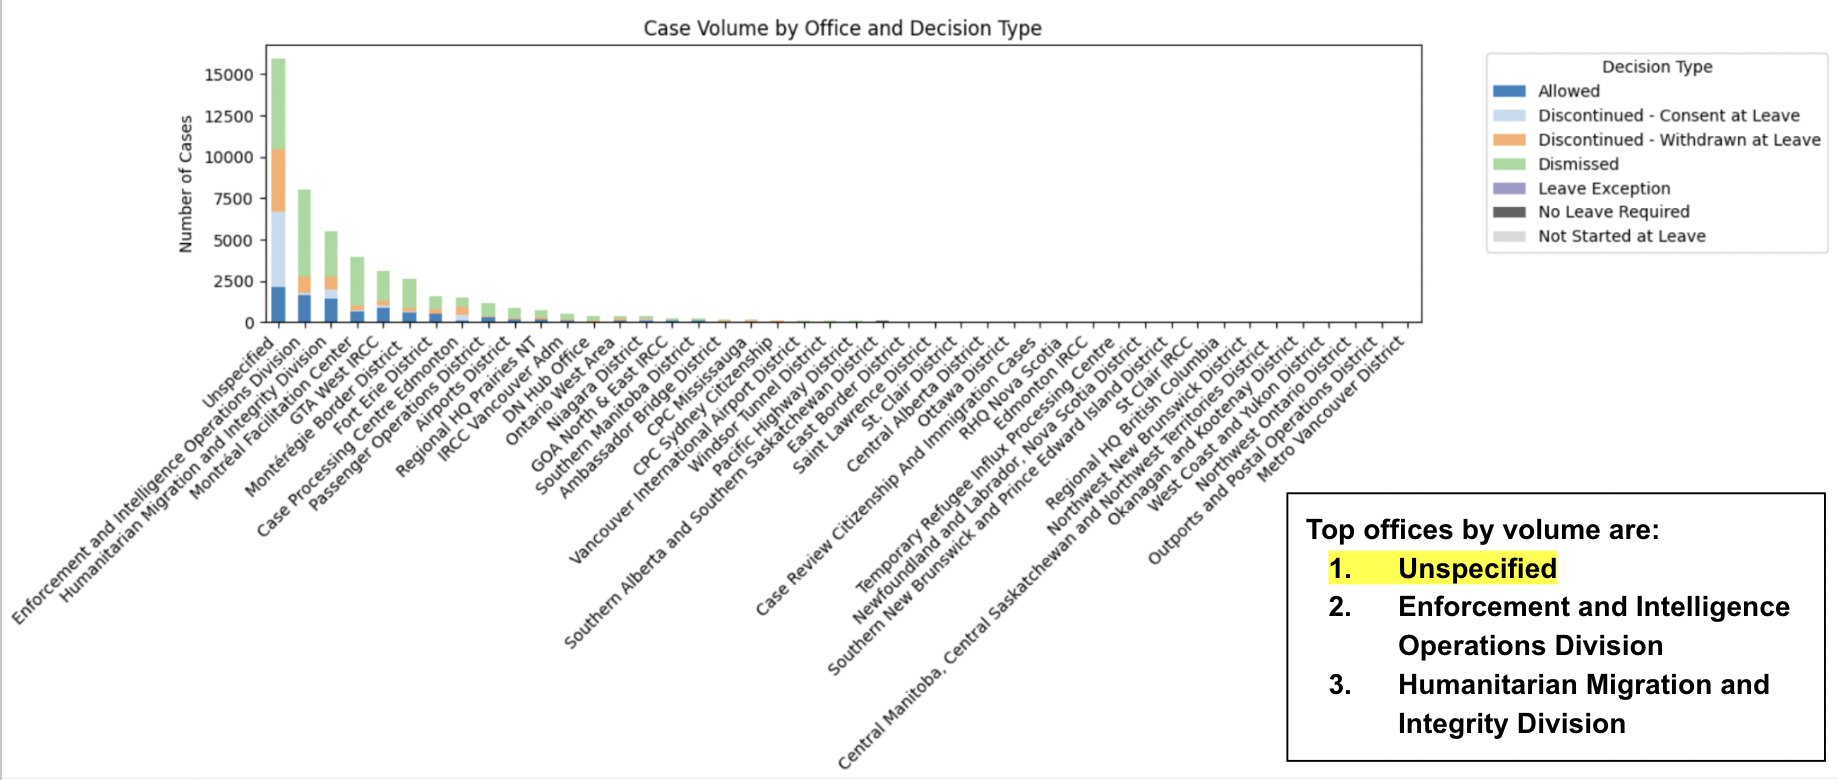 Case Volume by Office and Decision Type
Number of Cases
15000
12500
10000
7500
5000
2500
0
Unspecified
Enforcement and Intelligence Operations Division
Humanitarian Migration and Integrity Division
Montréal Facilitation Center
GTA West IRCC
Montérégie Border District
Fort Erie District
Case Processing Centre Edmonton
Passenger Operations District
Airports District
Regional HQ Prairies NT
IRCC Vancouver Adm
DN Hub Office
Ontario West Area
Niagara District
GOA North & East IRCC
Southern Manitoba District
Ambassador Bridge District
CPC Mississauga
CPC Sydney Citizenship
Vancouver International Airport District
Windsor Tunnel District
Pacific Highway District
Southern Alberta and Southern Saskatchewan District
East Border District
Saint Lawrence District
St. Clair District
Central Alberta District
Ottawa District
Case Review Citizenship And Immigration Cases
RHQ Nova Scotia
Edmonton IRCC
Temporary Refugee Influx Processing Centre
Newfoundland and Labrador, Nova Scotia District
Southern New Brunswick and Prince Edward Island District
St Clair IRCC
Regional HQ British Columbia
Northwest New Brunswick District
Central Manitoba, Central Saskatchewan and Northwest Territories District
Okanagan and Kootenay District
West Coast and Yukon District
Northwest Ontario District
Outports and Postal Operations District
Metro Vancouver District
Decision Type
Allowed
Discontinued - Consent at Leave
Discontinued - Withdrawn at Leave
Dismissed
Leave Exception
No Leave Required
Not Started at Leave
Top offices by volume are:
1. Unspecified
2. Enforcement and Intelligence
Operations Division
3. Humanitarian Migration and
Integrity Division